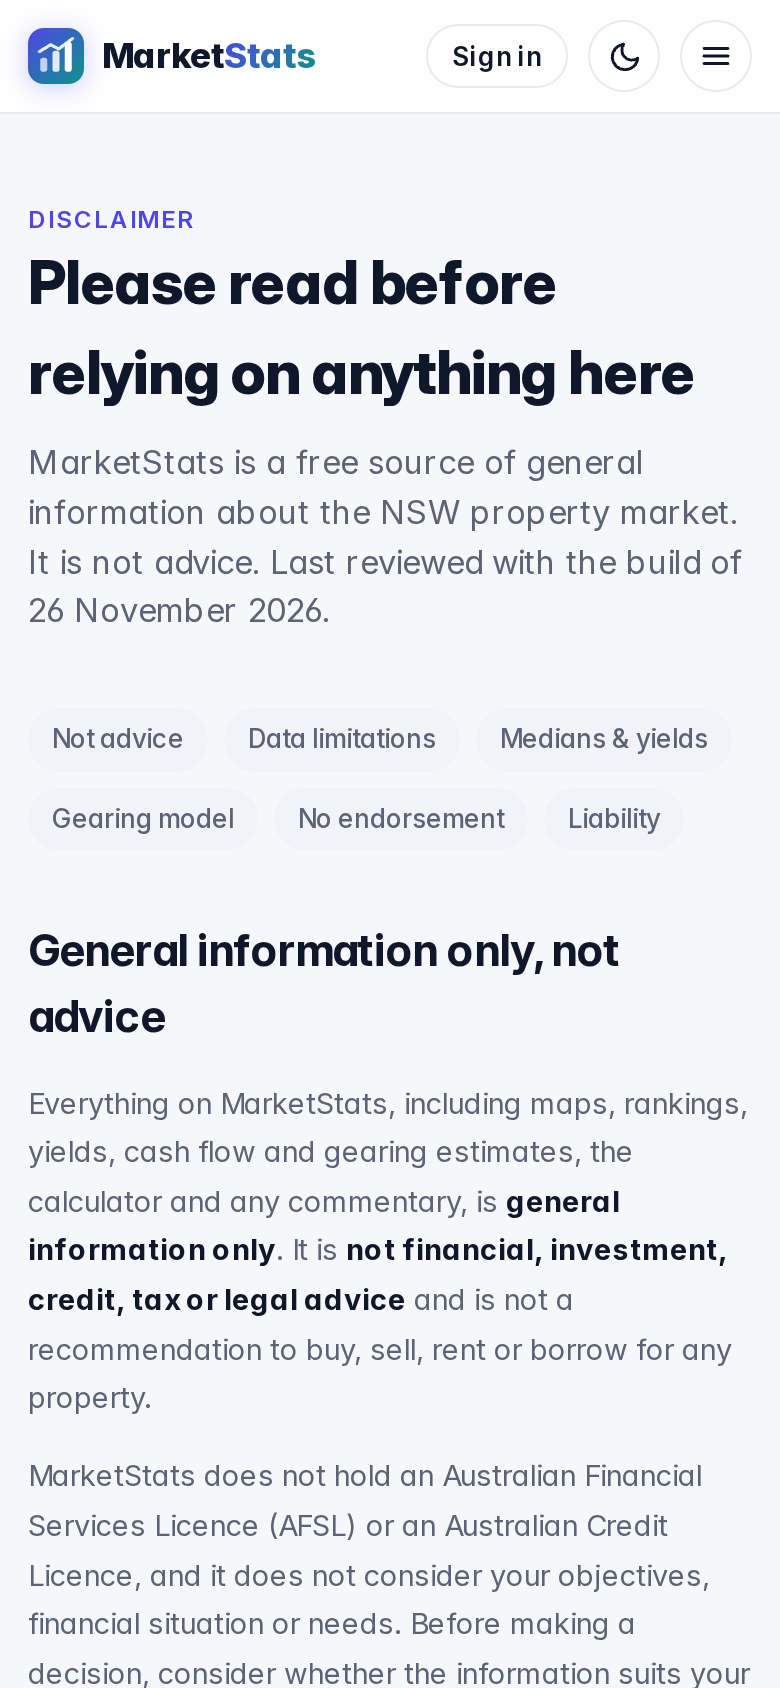 MarketStats
Sign in
DISCLAIMER
Please read before
relying on anything here
MarketStats is a free source of general
information about the NSW property market.
It is not advice. Last reviewed with the build of
26 November 2026.
Not advice
Data limitations
Medians & yields
Gearing model
No endorsement
Liability
General information only, not
advice
Everything on MarketStats, including maps, rankings,
yields, cash flow and gearing estimates, the
calculator and any commentary, is general
information only. It is not financial, investment,
credit, tax or legal advice and is not a
recommendation to buy, sell, rent or borrow for any
property.
MarketStats does not hold an Australian Financial
Services Licence (AFSL) or an Australian Credit
Licence, and it does not consider your objectives,
financial situation or needs. Before making a
decision, consider whether the information suits your